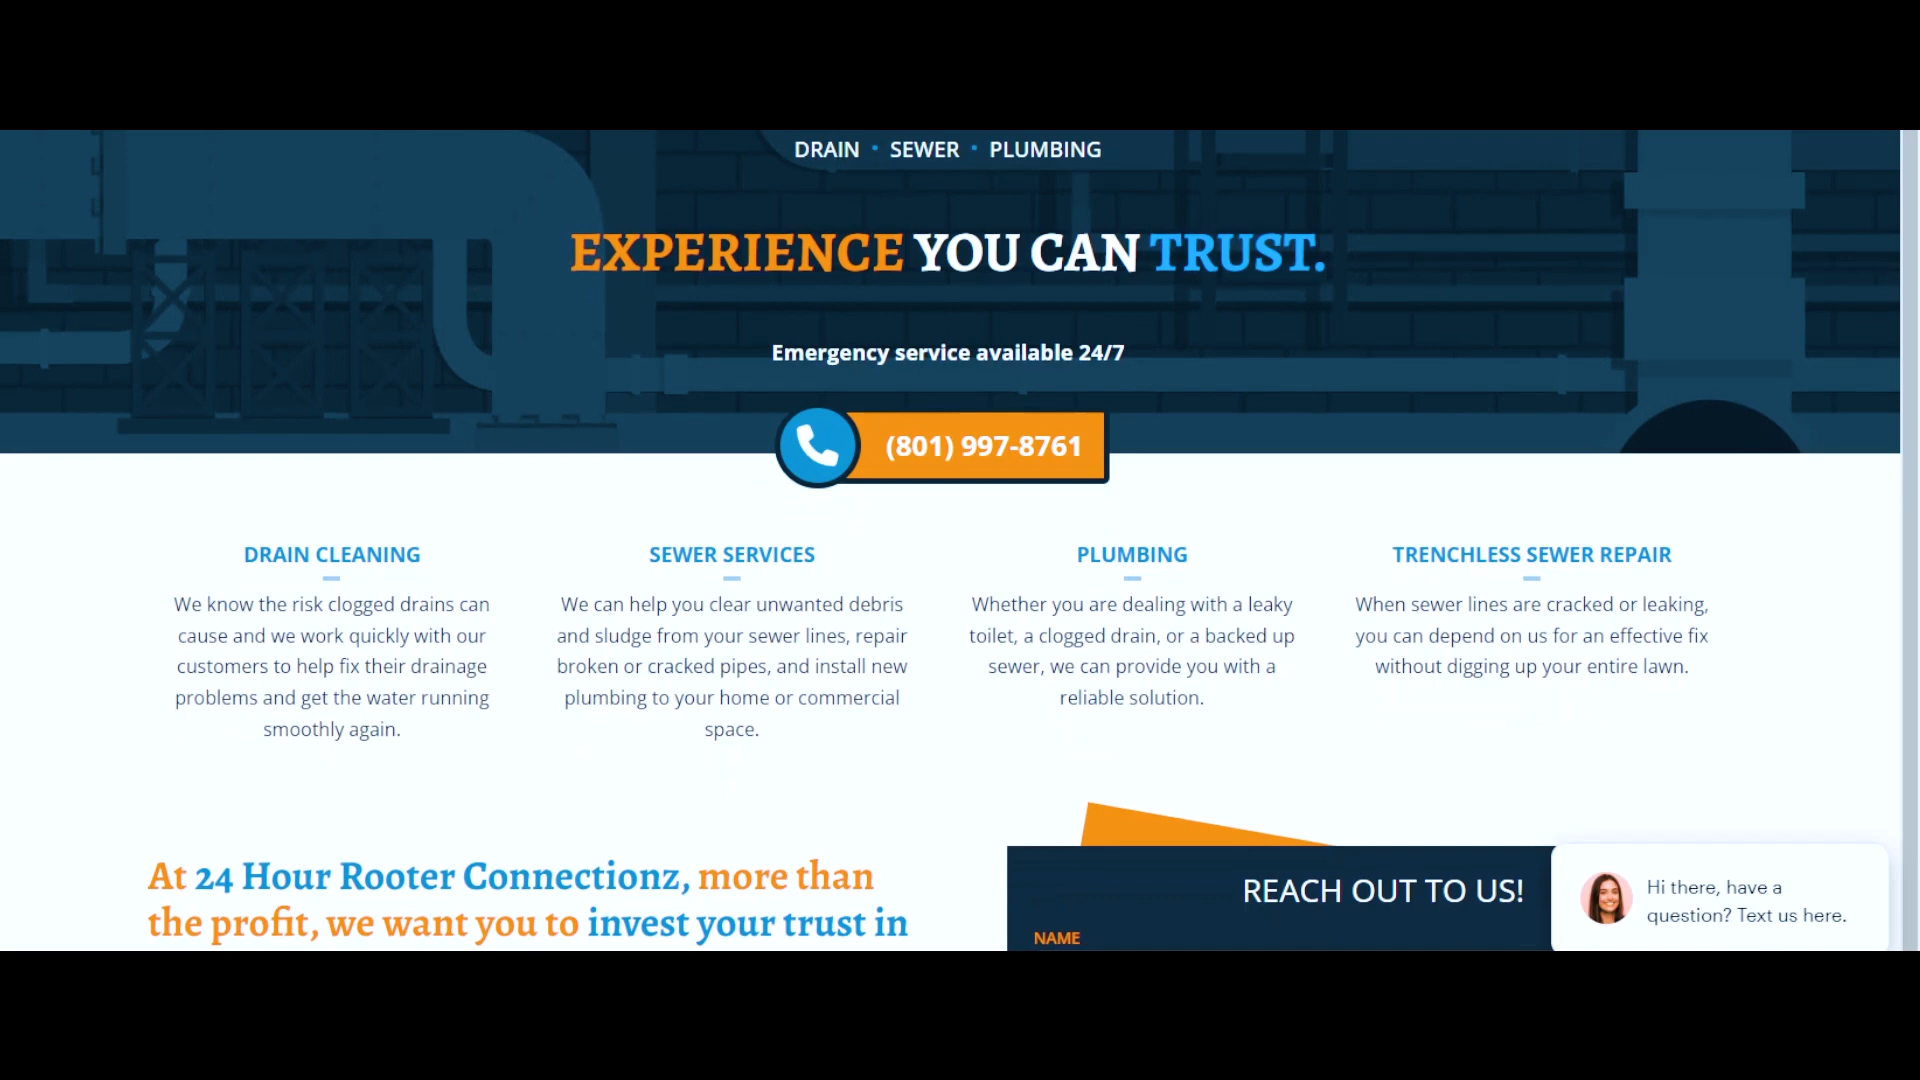 DRAIN • SEWER • PLUMBING
EXPERIENCE YOU CAN TRUST.
Emergency service available 24/7
(801) 997-8761
DRAIN CLEANING
We know the risk clogged drains can
cause and we work quickly with our
customers to help fix their drainage
problems and get the water running
smoothly again.
SEWER SERVICES
We can help you clear unwanted debris
and sludge from your sewer lines, repair
broken or cracked pipes, and install new
plumbing to your home or commercial
space.
PLUMBING
Whether you are dealing with a leaky
toilet, a clogged drain, or a backed up
sewer, we can provide you with a
reliable solution.
TRENCHLESS SEWER REPAIR
When sewer lines are cracked or leaking,
you can depend on us for an effective fix
without digging up your entire lawn.
At 24 Hour Rooter Connectionz, more than
the profit, we want you to invest your trust in
REACH OUT TO US!
NAME
Hi there, have a
question? Text us here.